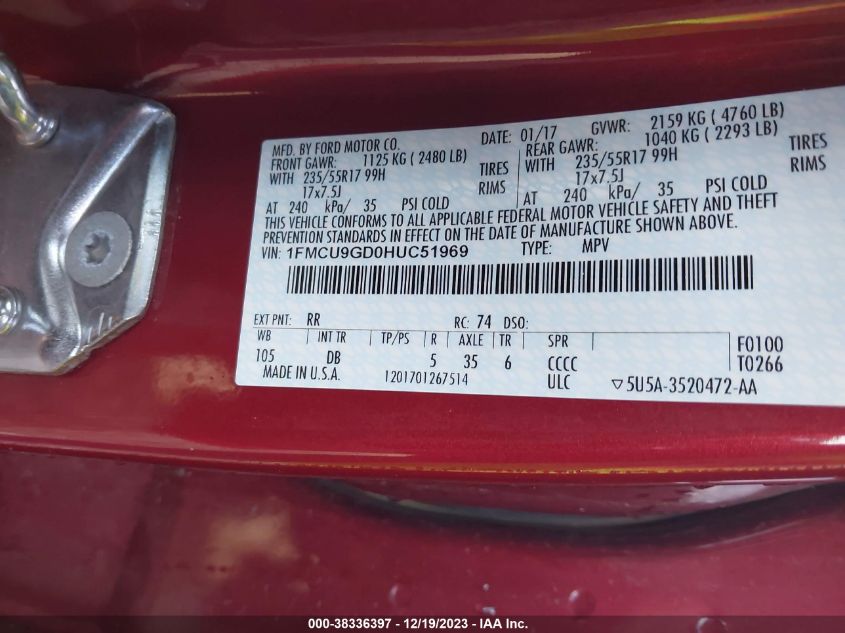 MFD. BY FORD MOTOR CO. DATE: 01/17 GVWR: 2159 KG ( 4760 LB)
FRONT GAWR: 1125 KG ( 2480 LB) REAR GAWR: 1040 KG ( 2293 LB)
WITH 235/55R17 99H TIRES WITH 235/55R17 99H TIRES
17x7.5J RIMS 17x7.5J RIMS
AT 240 kPa/ 35 PSI COLD AT 240 kPa/ 35 PSI COLD
THIS VEHICLE CONFORMS TO ALL APPLICABLE FEDERAL MOTOR VEHICLE SAFETY AND THEFT
PREVENTION STANDARDS IN EFFECT ON THE DATE OF MANUFACTURE SHOWN ABOVE.
VIN: 1FMCU9GD0HUC51969 TYPE: MPV
EXT PNT: RR RC: 74 DSO:
WB INT TR TP/PS R AXLE TR SPR F0100
105 DB 5 35 6 CCCC T0266
MADE IN U.S.A. 1201701267514 ULC ▽5U5A-3520472-AA
000-38336397 - 12/19/2023 - IAA Inc.